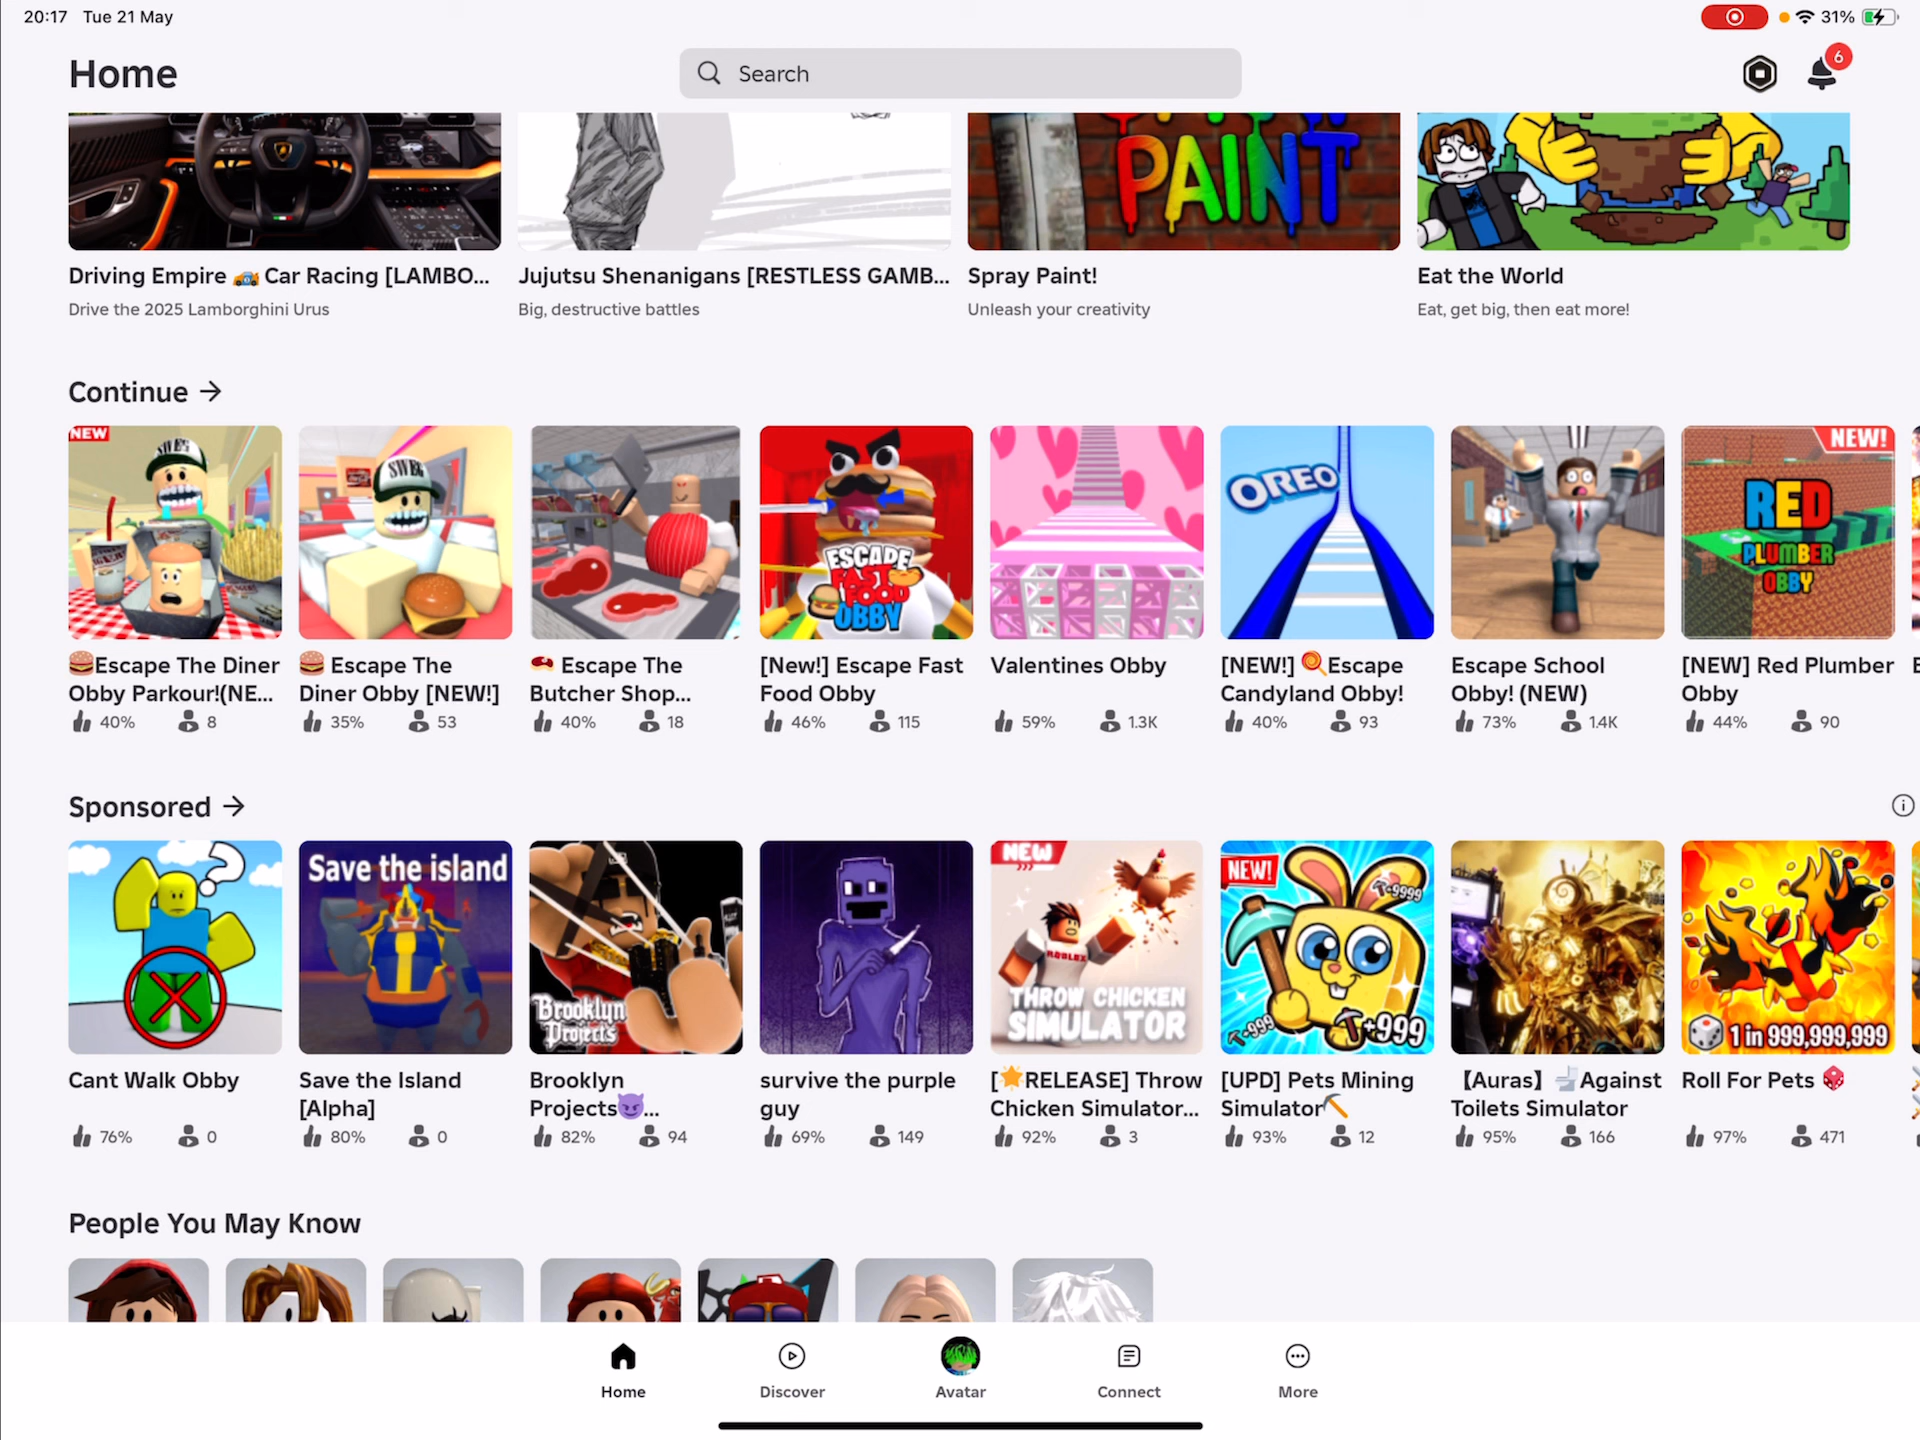 20:17 Tue 21 May
31%
Home
Search
6
PAINT
Driving Empire 🏎️ Car Racing [LAMBO...
Drive the 2025 Lamborghini Urus
Jujutsu Shenanigans [RESTLESS GAMB...
Big, destructive battles
Spray Paint!
Unleash your creativity
Eat the World
Eat, get big, then eat more!
Continue →
NEW
SWEG
SWEG
ESCAPE
FAST
FOOD
OBBY
OREO
NEW!
RED
PLUMBER
OBBY
🍔Escape The Diner
Obby Parkour!(NE...
40% 8
🍔 Escape The
Diner Obby [NEW!]
35% 53
🥩 Escape The
Butcher Shop...
40% 18
[New!] Escape Fast
Food Obby
46% 115
Valentines Obby
59% 1.3K
[NEW!] 🍭Escape
Candyland Obby!
40% 93
Escape School
Obby! (NEW)
73% 1.4K
[NEW] Red Plumber
Obby
44% 90
Sponsored →
?
Save the island
Brooklyn
Projects
NEW
ROBLOX
THROW CHICKEN
SIMULATOR
NEW!
+9999
+999
+999
1 in 999,999,999
Cant Walk Obby
76% 0
Save the Island
[Alpha]
80% 0
Brooklyn
Projects😈...
82% 94
survive the purple
guy
69% 149
[🌟RELEASE] Throw
Chicken Simulator...
92% 3
[UPD] Pets Mining
Simulator⛏️
93% 12
【Auras】🚽Against
Toilets Simulator
95% 166
Roll For Pets 🎲
97% 471
People You May Know
Home
Discover
Avatar
Connect
More